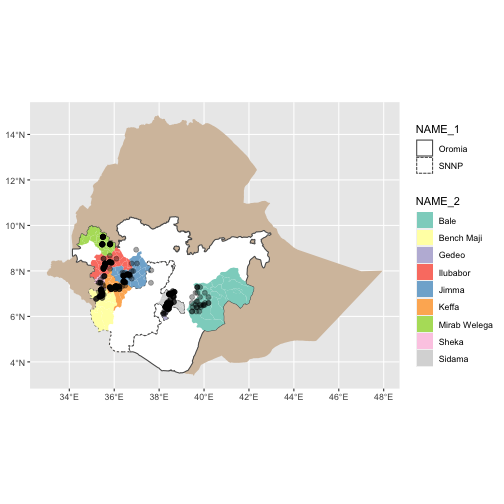 14°N
12°N
10°N
8°N
6°N
4°N
34°E
36°E
38°E
40°E
42°E
44°E
46°E
48°E
NAME_1
Oromia
SNNP
NAME_2
Bale
Bench Maji
Gedeo
Ilubabor
Jimma
Keffa
Mirab Welega
Sheka
Sidama